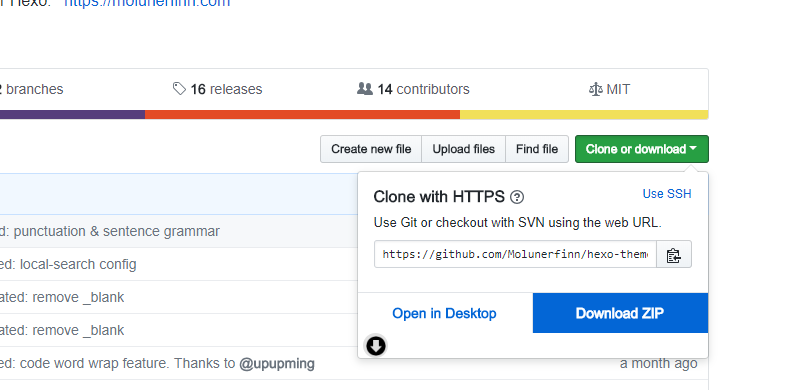 Hexo. https://molunerfinn.com
branches
16 releases
14 contributors
MIT
Create new file
Upload files
Find file
Clone or download
Clone with HTTPS
Use SSH
Use Git or checkout with SVN using the web URL.
https://github.com/Molunerfinn/hexo-them
Open in Desktop
Download ZIP
d: punctuation & sentence grammar
ed: local-search config
ated: remove _blank
ated: remove _blank
ed: code word wrap feature. Thanks to @upupming
a month ago